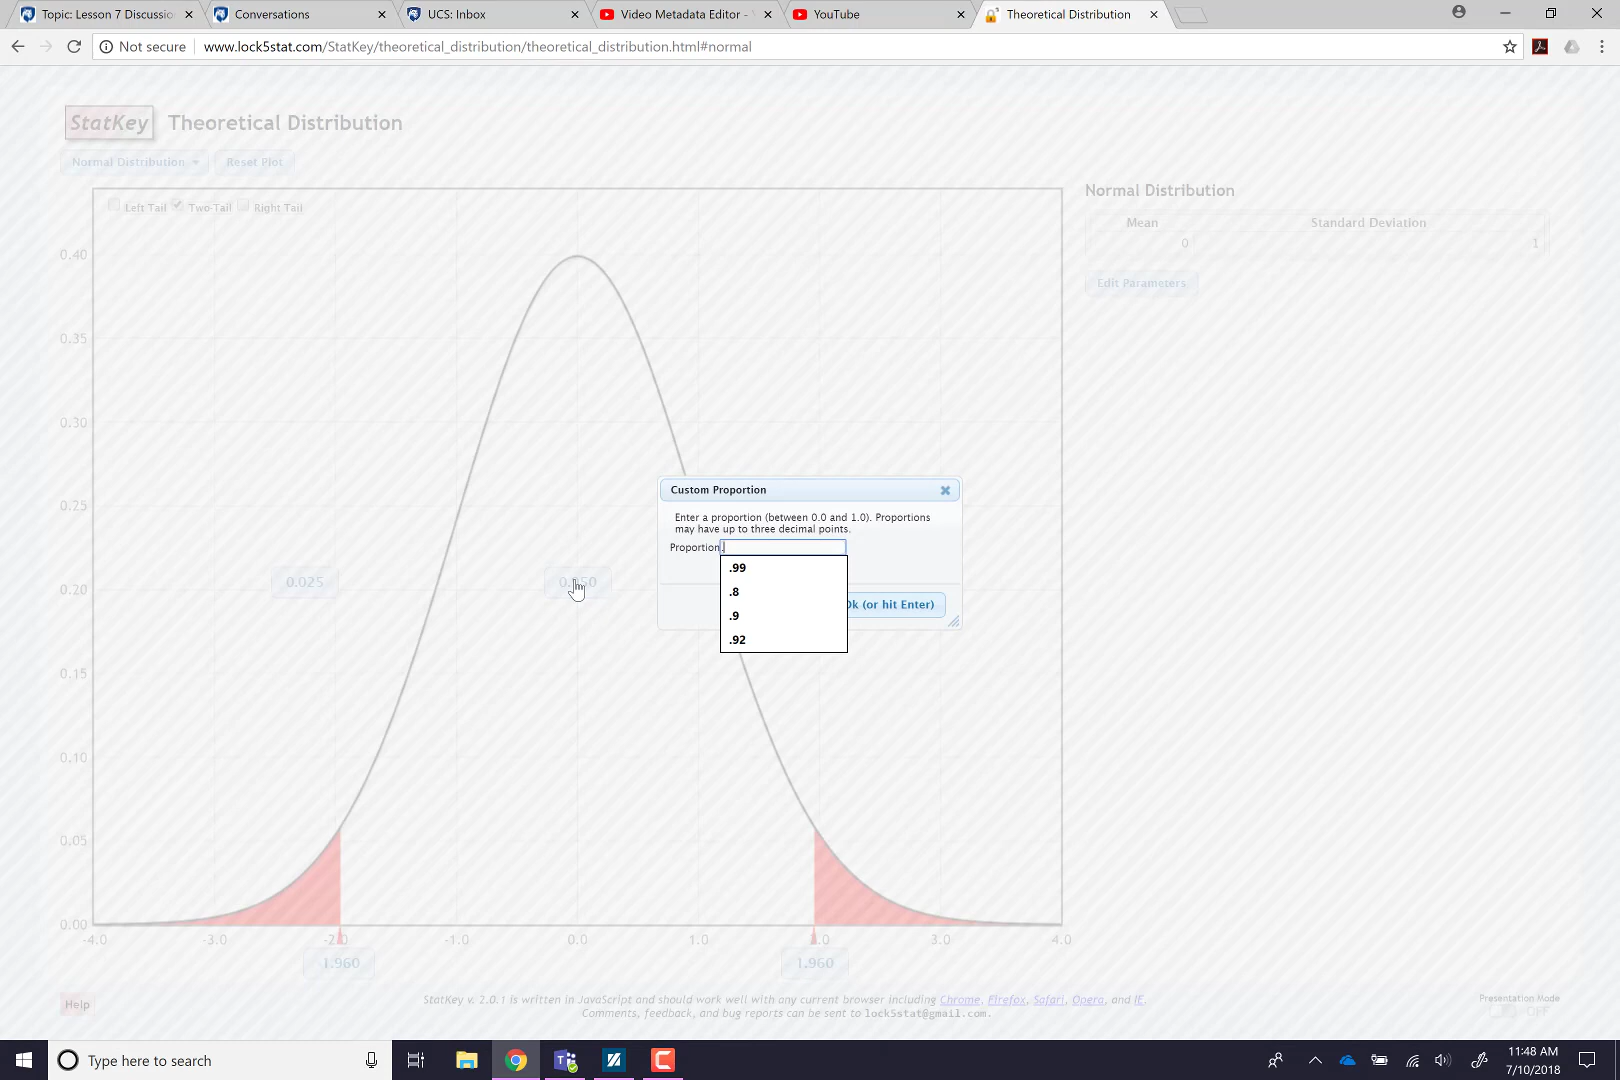 Topic: Lesson 7 Discussio
Conversations
UCS: Inbox
Video Metadata Editor -
YouTube
Theoretical Distribution
Not secure
www.lock5stat.com/StatKey/theoretical_distribution/theoretical_distribution.html#normal
StatKey Theoretical Distribution
Normal Distribution
Reset Plot
Left Tail Two-Tail Right Tail
0.40
0.35
0.30
0.25
0.20
0.15
0.10
0.05
0.00
0.025
-4.0 -3.0 -1.0 0.0 1.0 3.0 4.0
1.960
Normal Distribution
Mean Standard Deviation
0 1
Edit Parameters
Custom Proportion
Enter a proportion (between 0.0 and 1.0). Proportions
may have up to three decimal points.
Proportion
.99
.8
.9
.92
Ok (or hit Enter)
Help
StatKey v. 2.0.1 is written in JavaScript and should work well with any current browser including Chrome, Firefox, Safari, Opera, and IE.
Comments, feedback, and bug reports can be sent to lock5stat@gmail.com.
Presentation Mode
OFF
Type here to search
11:48 AM
7/10/2018